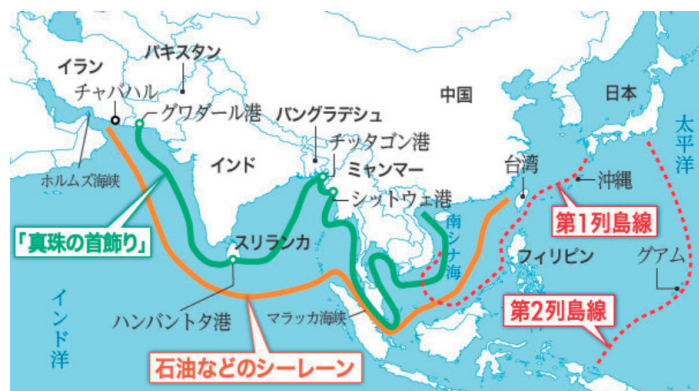 イラン
パキスタン
チャバハル
グワダール港
バングラデシュ
チッタゴン港
ミャンマー
シットウェ港
中国
日本
太平洋
ホルムズ海峡
インド
台湾
沖縄
第1列島線
「真珠の首飾り」
スリランカ
南シナ海
フィリピン
グアム
第2列島線
ハンバントタ港
マラッカ海峡
インド洋
石油などのシーレーン